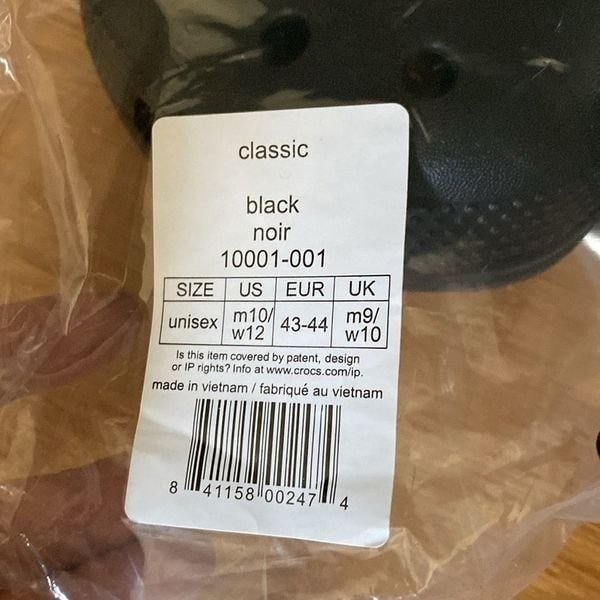 classic
black
noir
10001-001
SIZE US EUR UK
unisex m10/ w12 43-44 m9/ w10
Is this item covered by patent, design
or IP rights? Info at www.crocs.com/ip.
made in vietnam / fabriqué au vietnam
8 41158 00247 4